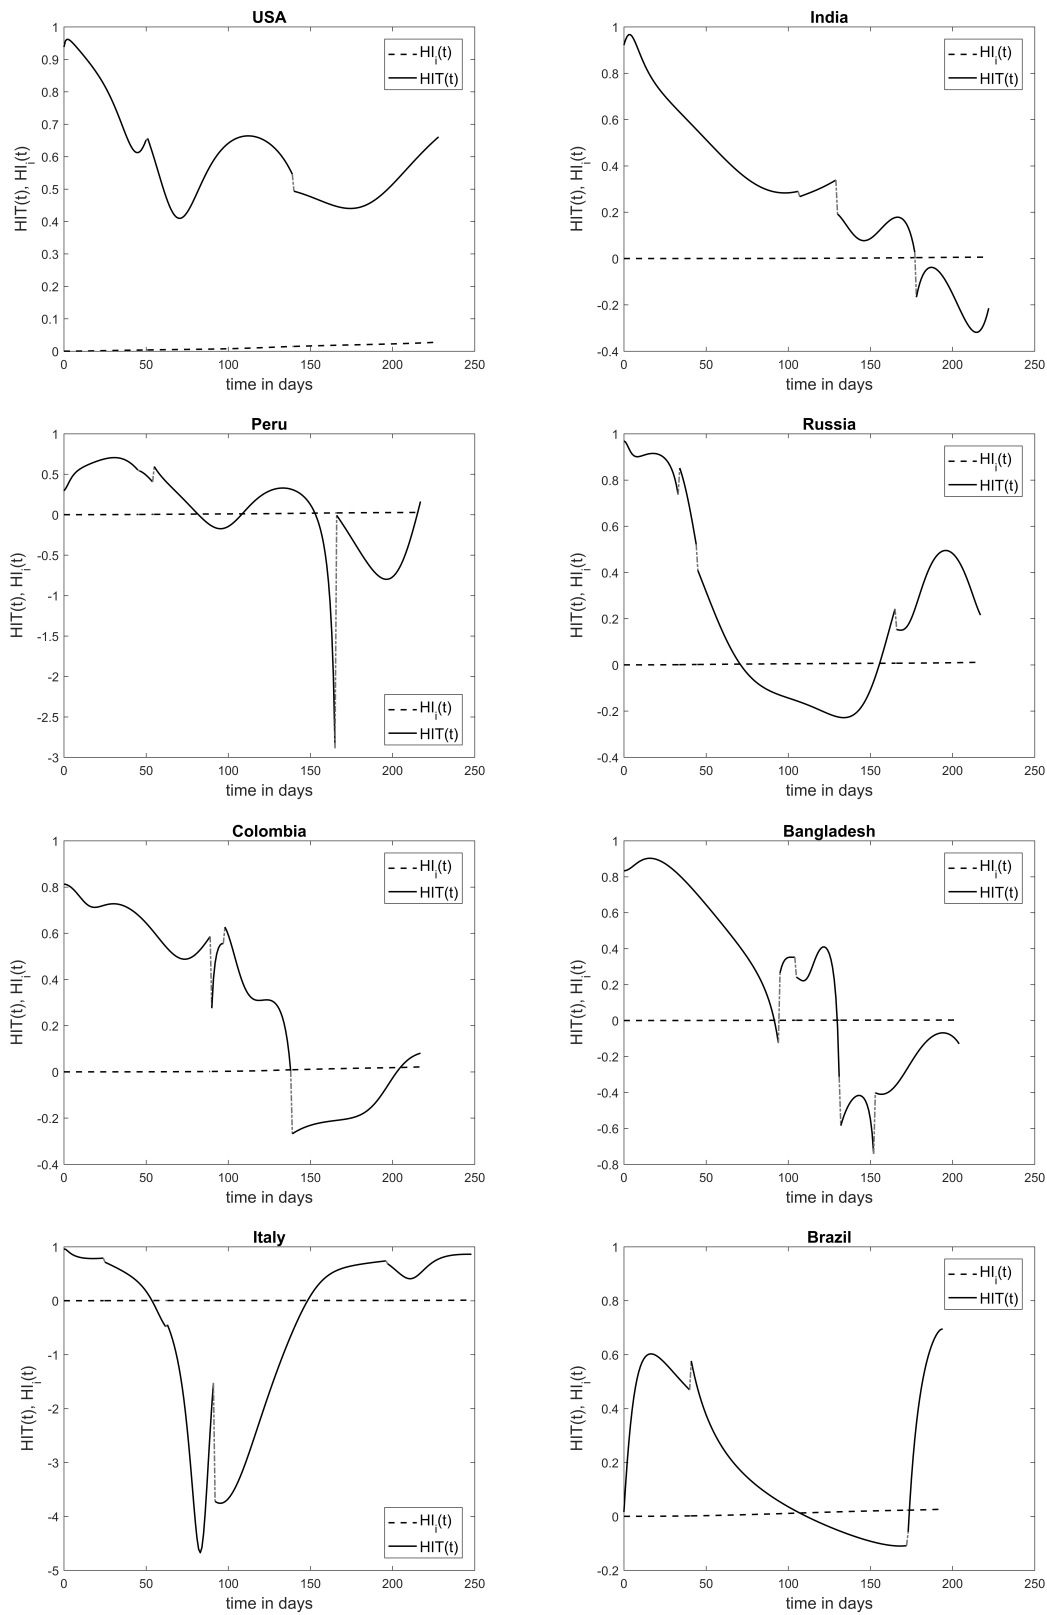 USA
1
0.9
0.8
0.7
0.6
0.5
0.4
0.3
0.2
0.1
0
HIT(t), HI_i(t)
HI_i(t)
HIT(t)
0 50 100 150 200 250
time in days
India
1
0.8
0.6
0.4
0.2
0
-0.2
-0.4
HIT(t), HI_i(t)
HI_i(t)
HIT(t)
0 50 100 150 200 250
time in days
Peru
1
0.5
0
-0.5
-1
-1.5
-2
-2.5
-3
HIT(t), HI_i(t)
HI_i(t)
HIT(t)
0 50 100 150 200 250
time in days
Russia
1
0.8
0.6
0.4
0.2
0
-0.2
-0.4
HIT(t), HI_i(t)
HI_i(t)
HIT(t)
0 50 100 150 200 250
time in days
Colombia
1
0.8
0.6
0.4
0.2
0
-0.2
-0.4
HIT(t), HI_i(t)
HI_i(t)
HIT(t)
0 50 100 150 200 250
time in days
Bangladesh
1
0.8
0.6
0.4
0.2
0
-0.2
-0.4
-0.6
-0.8
HIT(t), HI_i(t)
HI_i(t)
HIT(t)
0 50 100 150 200 250
time in days
Italy
1
0
-1
-2
-3
-4
-5
HIT(t), HI_i(t)
HI_i(t)
HIT(t)
0 50 100 150 200 250
time in days
Brazil
1
0.8
0.6
0.4
0.2
0
-0.2
HIT(t), HI_i(t)
HI_i(t)
HIT(t)
0 50 100 150 200 250
time in days